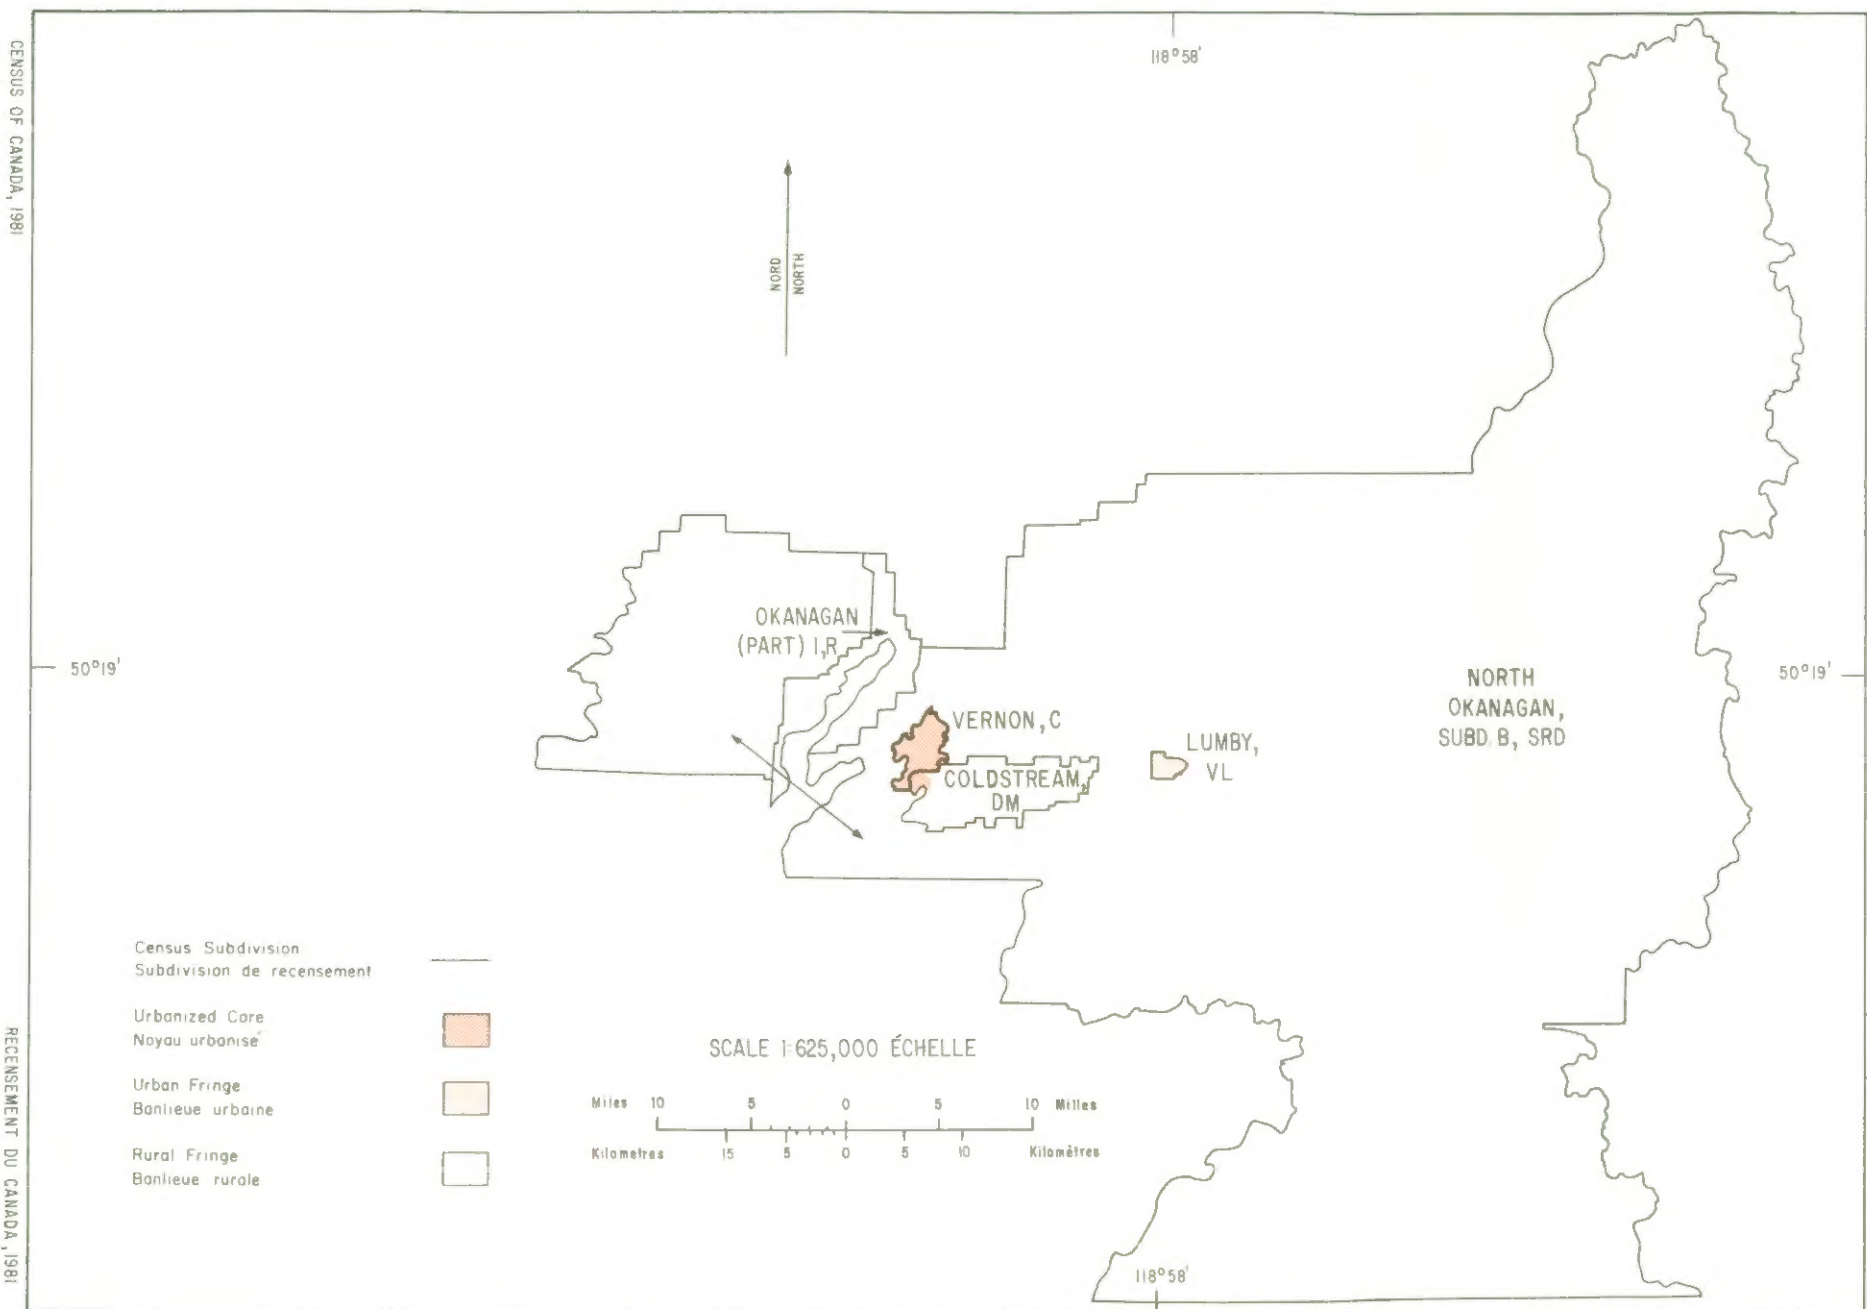 CENSUS OF CANADA, 1981
118°58'
NORD
NORTH
OKANAGAN
(PART) I,R
50°19'
50°19'
NORTH
OKANAGAN,
SUBD. B, SRD
VERNON, C
LUMBY,
VL
COLDSTREAM,
DM
Census Subdivision
Subdivision de recensement
Urbanized Core
Noyau urbanisé
SCALE 1:625,000 ÉCHELLE
Urban Fringe
Banlieue urbaine
Miles 10 5 0 5 10 Milles
Kilometres 15 5 0 5 10 Kilomètres
Rural Fringe
Banlieue rurale
RECENSEMENT DU CANADA, 1981
118°58'